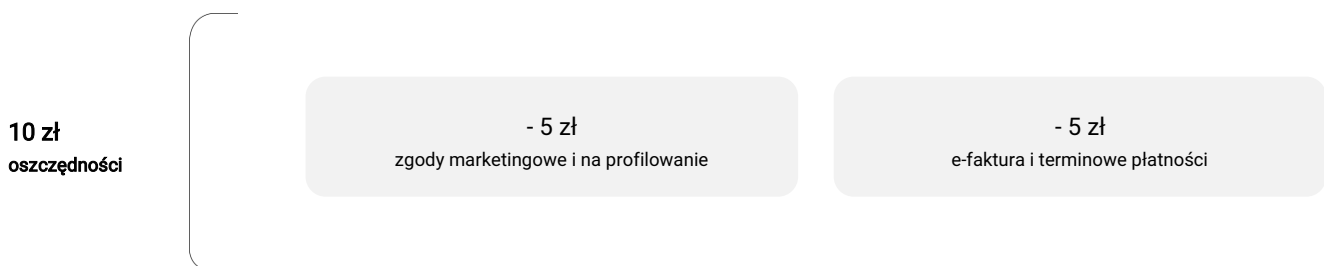 10 zł
oszczędności
- 5 zł
zgody marketingowe i na profilowanie
- 5 zł
e-faktura i terminowe płatności